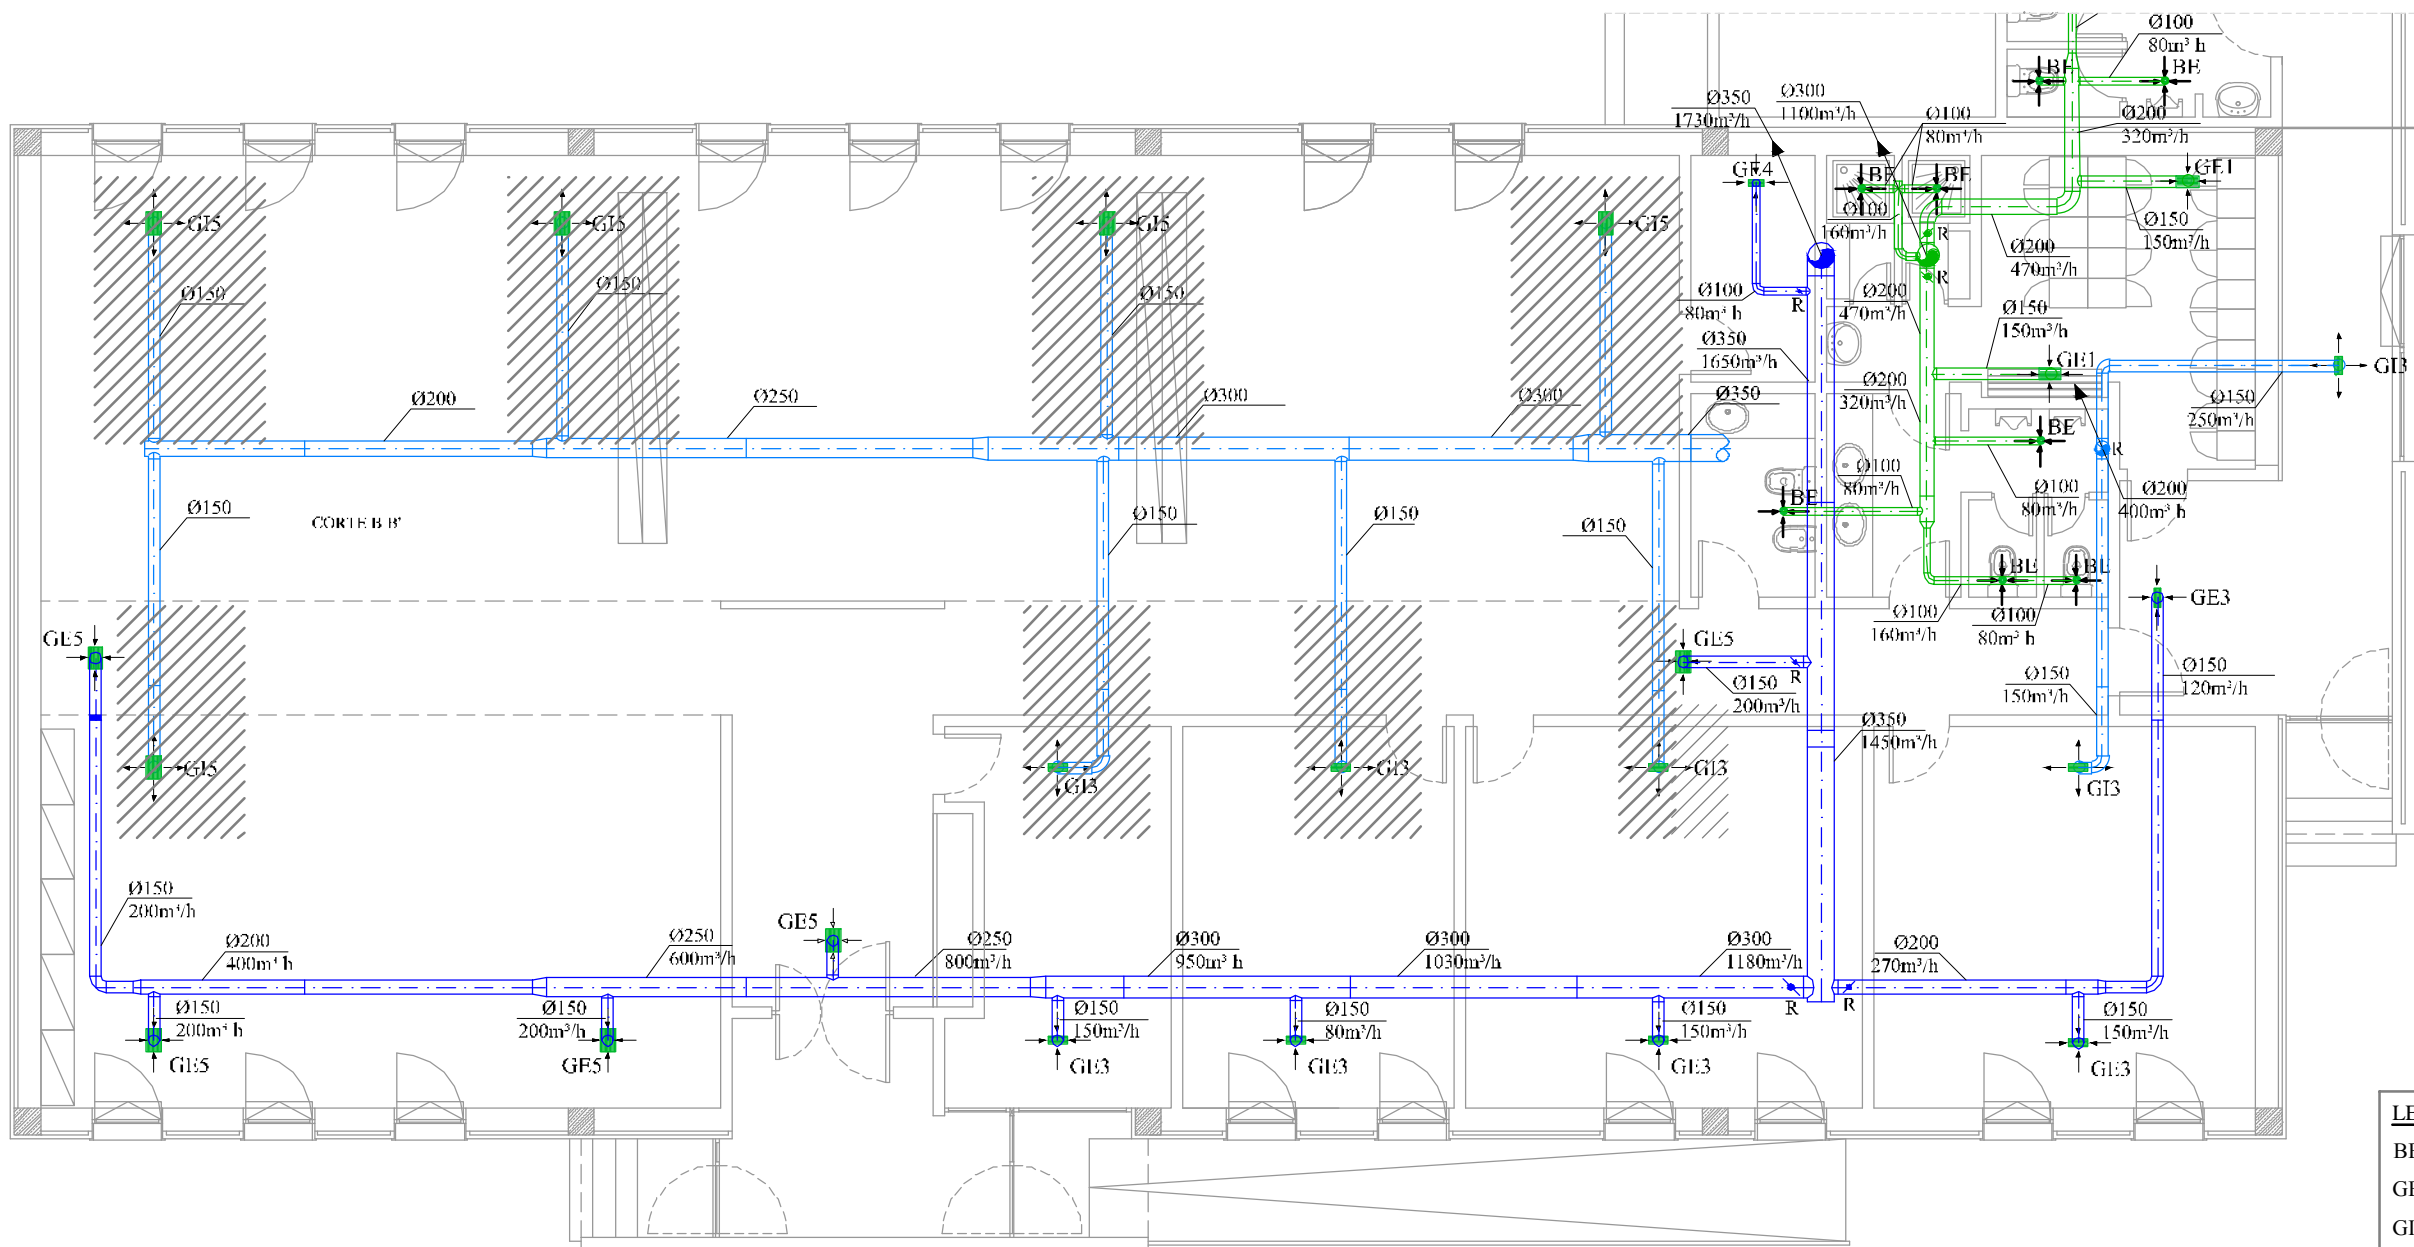 Ø100
80m³ h
BE
BE
Ø350
1730m³/h
Ø300
1100m³/h
Ø100
80m³/h
Ø200
320m³/h
GE4
BE
BE
GE1
Ø100
160m³/h
R
Ø150
150m³/h
Ø200
470m³/h
R
GI5
GI5
GI5
GI5
Ø150
Ø150
Ø150
Ø100
80m³ h
R
Ø200
470m³/h
Ø150
150m³/h
Ø350
1650m³/h
GE1
GI3
Ø200
320m³/h
Ø150
250m³/h
Ø200
Ø250
Ø300
Ø300
Ø350
BE
R
Ø100
80m³/h
Ø100
80m³/h
Ø200
400m³ h
BE
Ø150
CORTE B B'
Ø150
Ø150
Ø150
BE
BE
Ø100
160m³/h
Ø100
80m³ h
GE3
GE5
GE5
R
Ø150
200m³/h
Ø150
150m³/h
Ø150
120m³/h
Ø350
1450m³/h
GI5
GI3
GI3
GI3
GI3
Ø150
200m³/h
GE5
Ø200
400m³ h
Ø250
600m³/h
Ø250
800m³/h
Ø300
950m³ h
Ø300
1030m³/h
Ø300
1180m³/h
Ø200
270m³/h
R
R
Ø150
200m³ h
Ø150
200m³/h
Ø150
150m³/h
Ø150
80m³/h
Ø150
150m³/h
Ø150
150m³/h
GE5
GE5
GE3
GE3
GE3
GE3